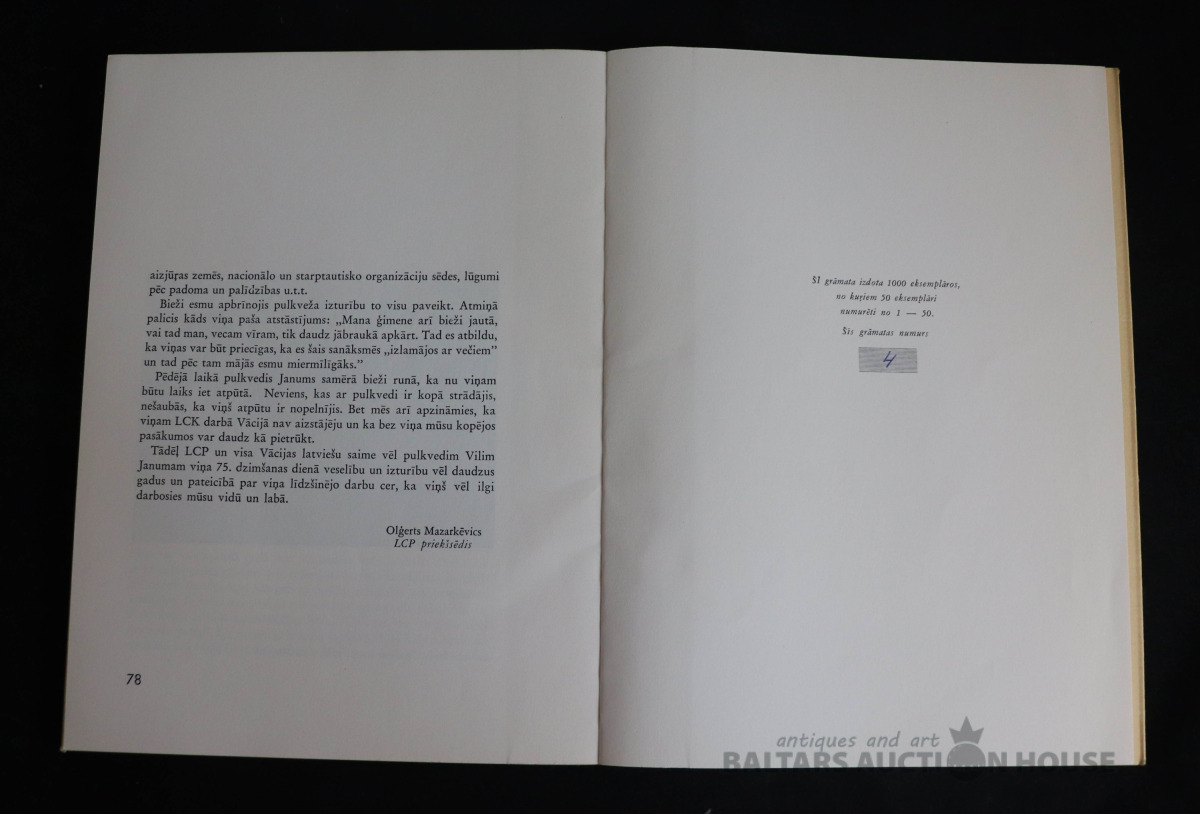 aizjūŗas zemēs, nacionālo un starptautisko organizāciju sēdes, lūgumi
pēc padoma un palīdzības u.t.t.
Bieži esmu apbrīnojis pulkveža izturību to visu paveikt. Atmiņā
palicis kāds viņa paša atstāstījums: „Mana ģimene arī bieži jautā,
vai tad man, vecam vīram, tik daudz jābraukā apkārt. Tad es atbildu,
ka viņas var būt priecīgas, ka es šais sanāksmēs „izlamājos ar večiem”
un tad pēc tam mājās esmu miermīlīgāks.”
Pēdējā laikā pulkvedis Janums samērā bieži runā, ka nu viņam
būtu laiks iet atpūtā. Neviens, kas ar pulkvedi ir kopā strādājis,
nešaubās, ka viņš atpūtu ir nopelnījis. Bet mēs arī apzināmies, ka
viņam LCK darbā Vācijā nav aizstājēju un ka bez viņa mūsu kopējos
pasākumos var daudz kā pietrūkt.
Tādēļ LCP un visa Vācijas latviešu saime vēl pulkvedim Vilim
Janumam viņa 75. dzimšanas dienā veselību un izturību vēl daudzus
gadus un pateicībā par viņa līdzšinējo darbu cer, ka viņš vēl ilgi
darbosies mūsu vidū un labā.
Oļģerts Mazarkēvics
LCP priekšsēdis
78
Šī grāmata izdota 1000 eksemplāros,
no kuŗiem 50 eksemplāri
numurēti no 1 — 50.
Šis grāmatas numurs
4
antiques and art
BALTARS AUCTION HOUSE